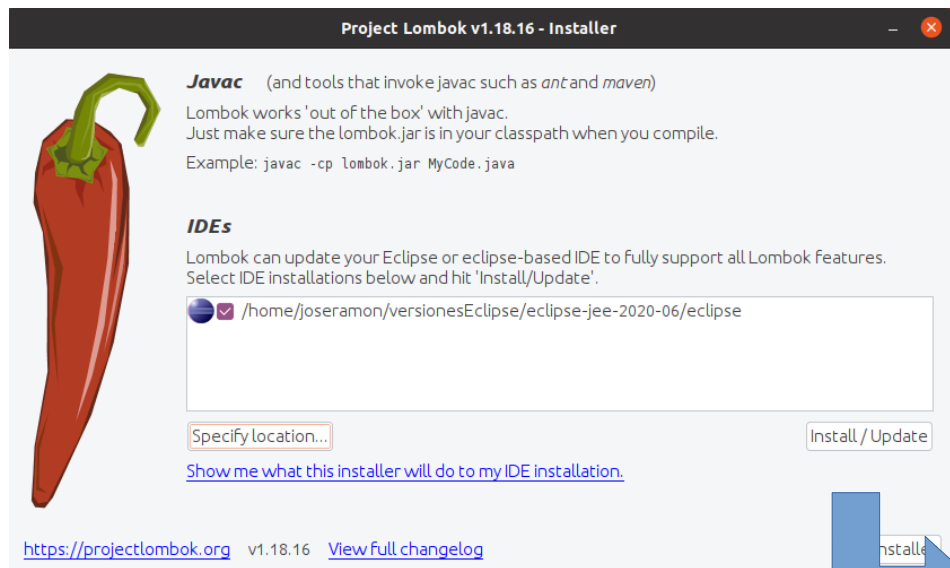 Project Lombok v1.18.16 - Installer
Javac (and tools that invoke javac such as ant and maven)
Lombok works 'out of the box' with javac.
Just make sure the lombok.jar is in your classpath when you compile.
Example: javac -cp lombok.jar MyCode.java
IDEs
Lombok can update your Eclipse or eclipse-based IDE to fully support all Lombok features.
Select IDE installations below and hit 'Install/Update'.
/home/joseramon/versionesEclipse/eclipse-jee-2020-06/eclipse
Specify location...
Install / Update
Show me what this installer will do to my IDE installation.
https://projectlombok.org v1.18.16 View full changelog